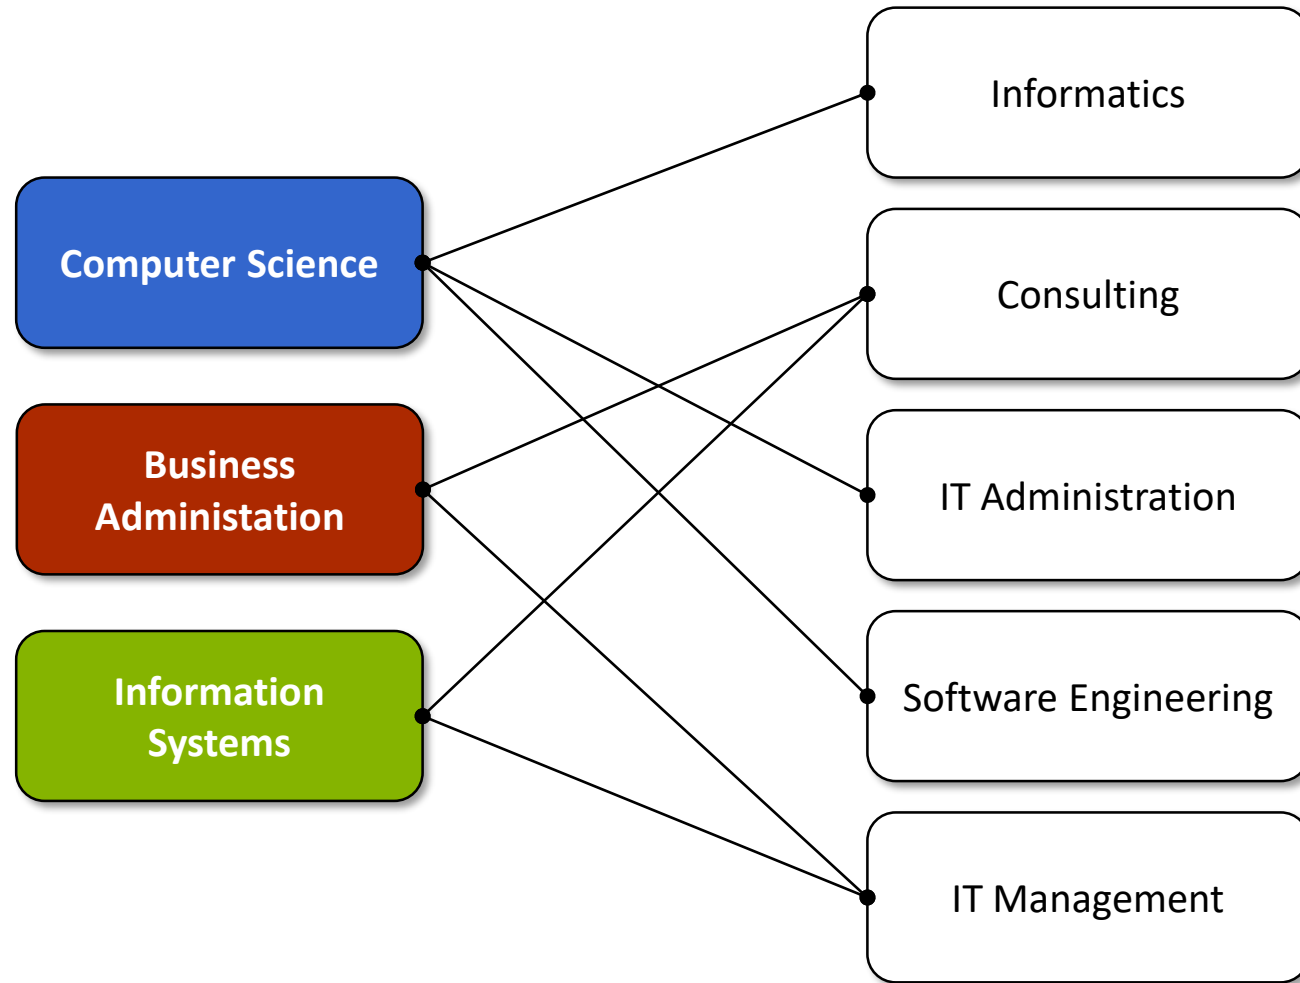 Computer Science
Business
Administation
Information
Systems
Informatics
Consulting
IT Administration
Software Engineering
IT Management